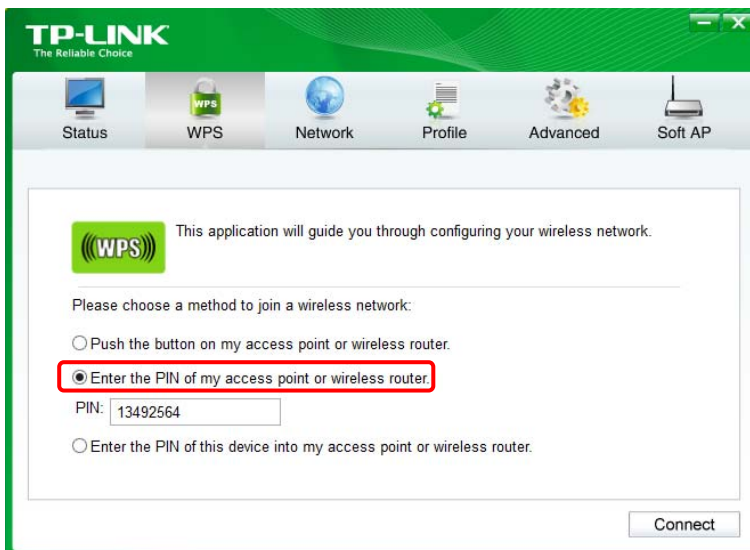 TP-LINK
The Reliable Choice
Status WPS Network Profile Advanced Soft AP
WPS
This application will guide you through configuring your wireless network.
(((WPS)))
Please choose a method to join a wireless network:
Push the button on my access point or wireless router.
Enter the PIN of my access point or wireless router.
PIN: 13492564
Enter the PIN of this device into my access point or wireless router.
Connect